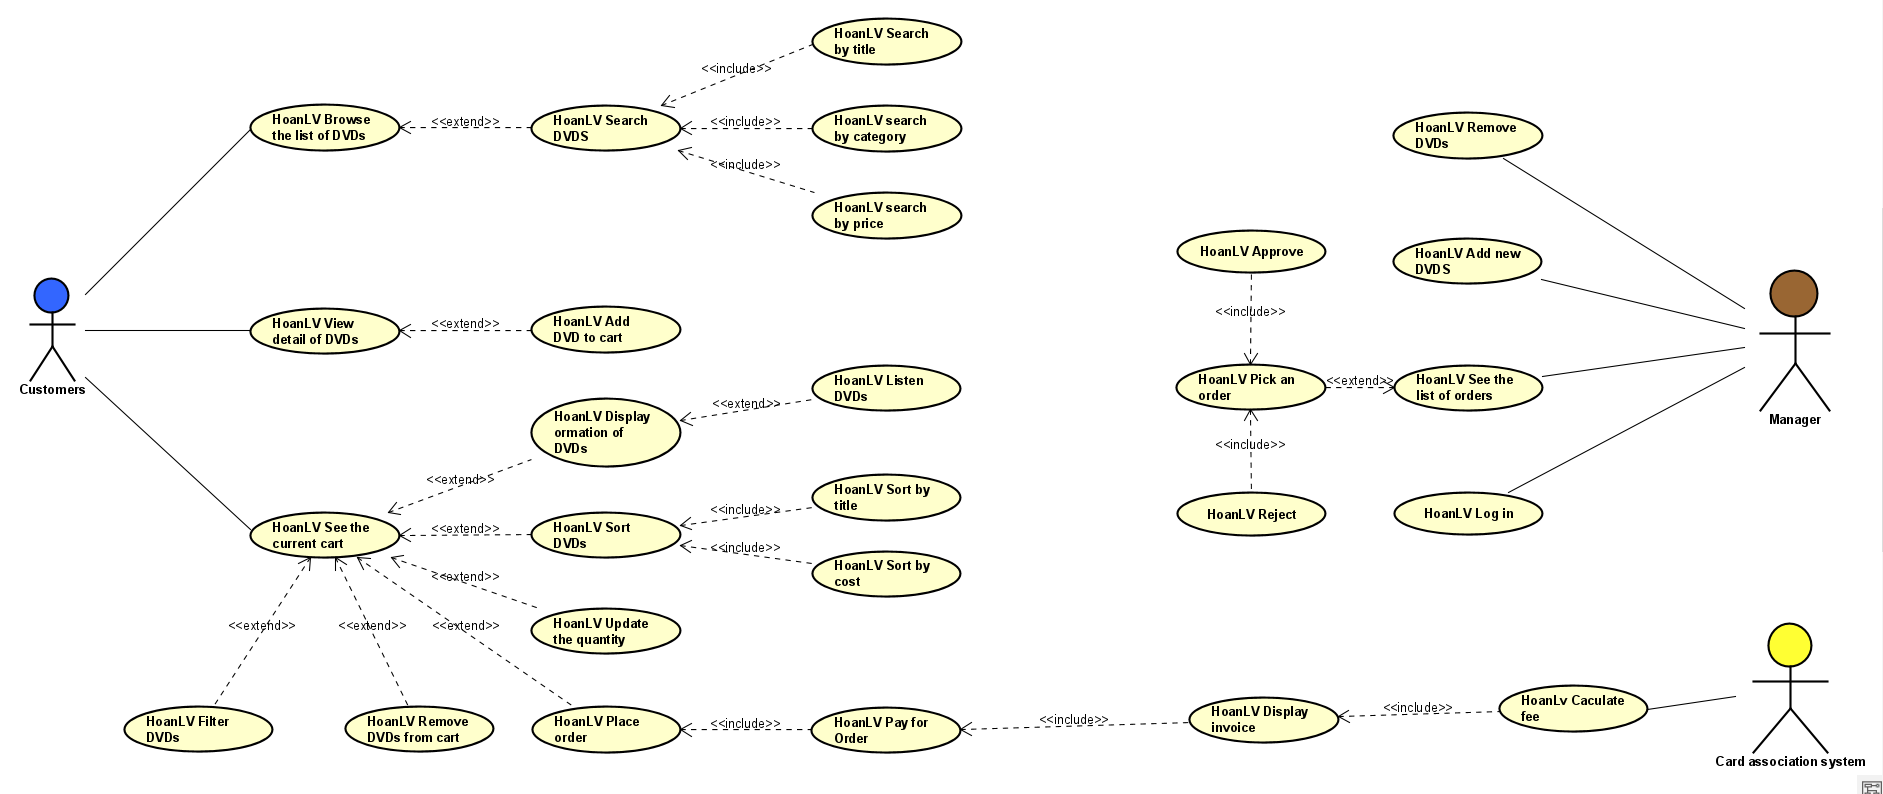 HoanLV Search
by title
<<include>>
HoanLV Browse
the list of DVDs
<<extend>>
HoanLV Search
DVDS
<<include>>
HoanLV search
by category
<<include>>
HoanLV search
by price
HoanLV Remove
DVDs
HoanLV Approve
HoanLV Add new
DVDS
<<include>>
Customers
HoanLV View
detail of DVDs
<<extend>>
HoanLV Add
DVD to cart
HoanLV Pick an
order
<<extend>>
HoanLV See the
list of orders
Manager
HoanLV Listen
DVDs
<<extend>>
HoanLV Display
ormation of
DVDs
<<include>>
<<extend>>
HoanLV Reject
HoanLV Log in
HoanLV See the
current cart
<<extend>>
HoanLV Sort
DVDs
<<include>>
HoanLV Sort by
title
<<include>>
HoanLV Sort by
cost
<<extend>>
HoanLV Update
the quantity
<<extend>>
<<extend>>
<<extend>>
HoanLV Filter
DVDs
HoanLV Remove
DVDs from cart
HoanLV Place
order
<<include>>
HoanLV Pay for
Order
<<include>>
HoanLV Display
invoice
<<include>>
HoanLv Caculate
fee
Card association system